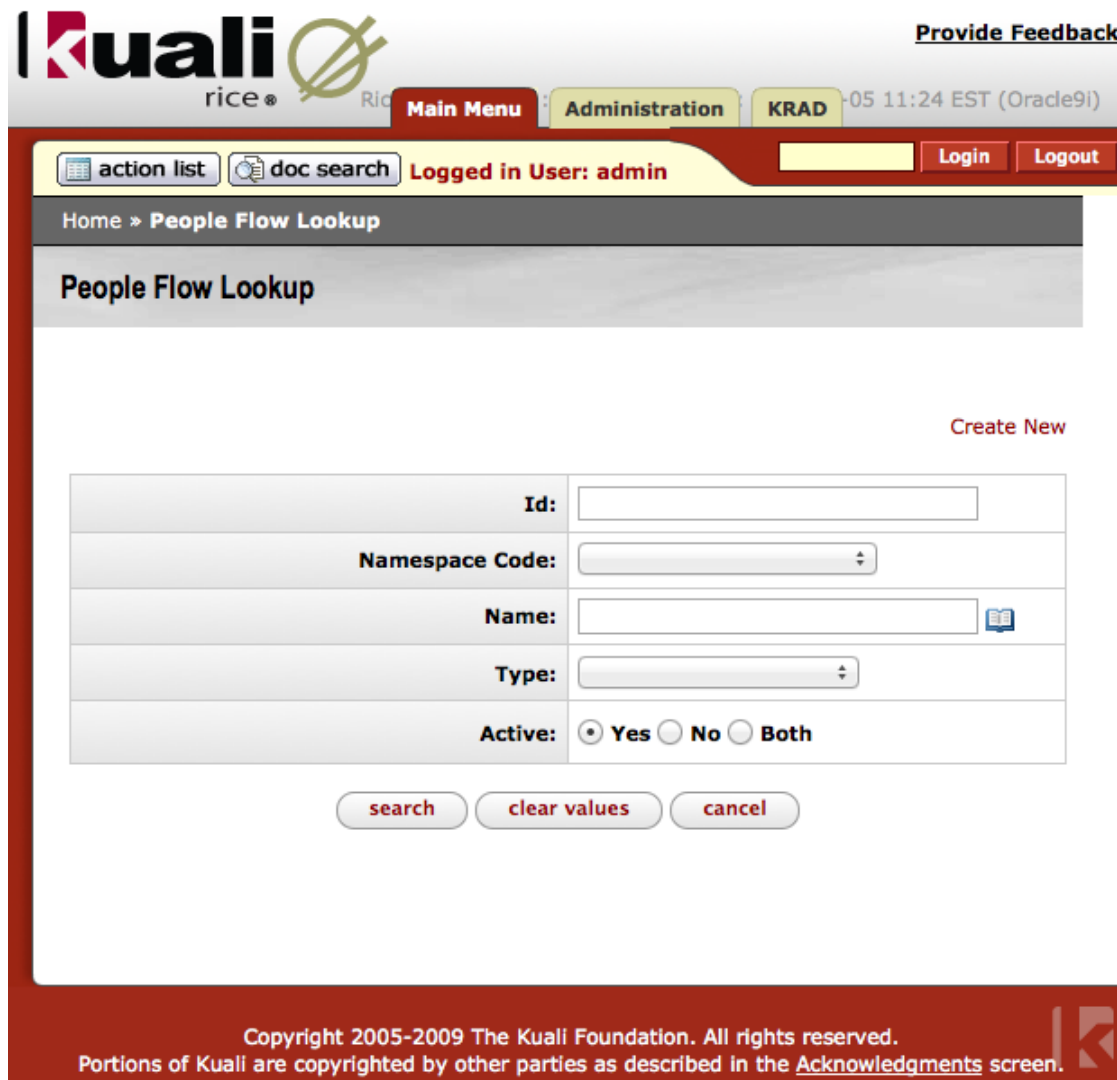 kuali
rice®
Provide Feedback
Main Menu
Administration
KRAD
-05 11:24 EST (Oracle9i)
action list
doc search
Logged in User: admin
Login
Logout
Home » People Flow Lookup
People Flow Lookup
Create New
Id:
Namespace Code:
Name:
Type:
Active: Yes No Both
search
clear values
cancel
Copyright 2005-2009 The Kuali Foundation. All rights reserved.
Portions of Kuali are copyrighted by other parties as described in the Acknowledgments screen.